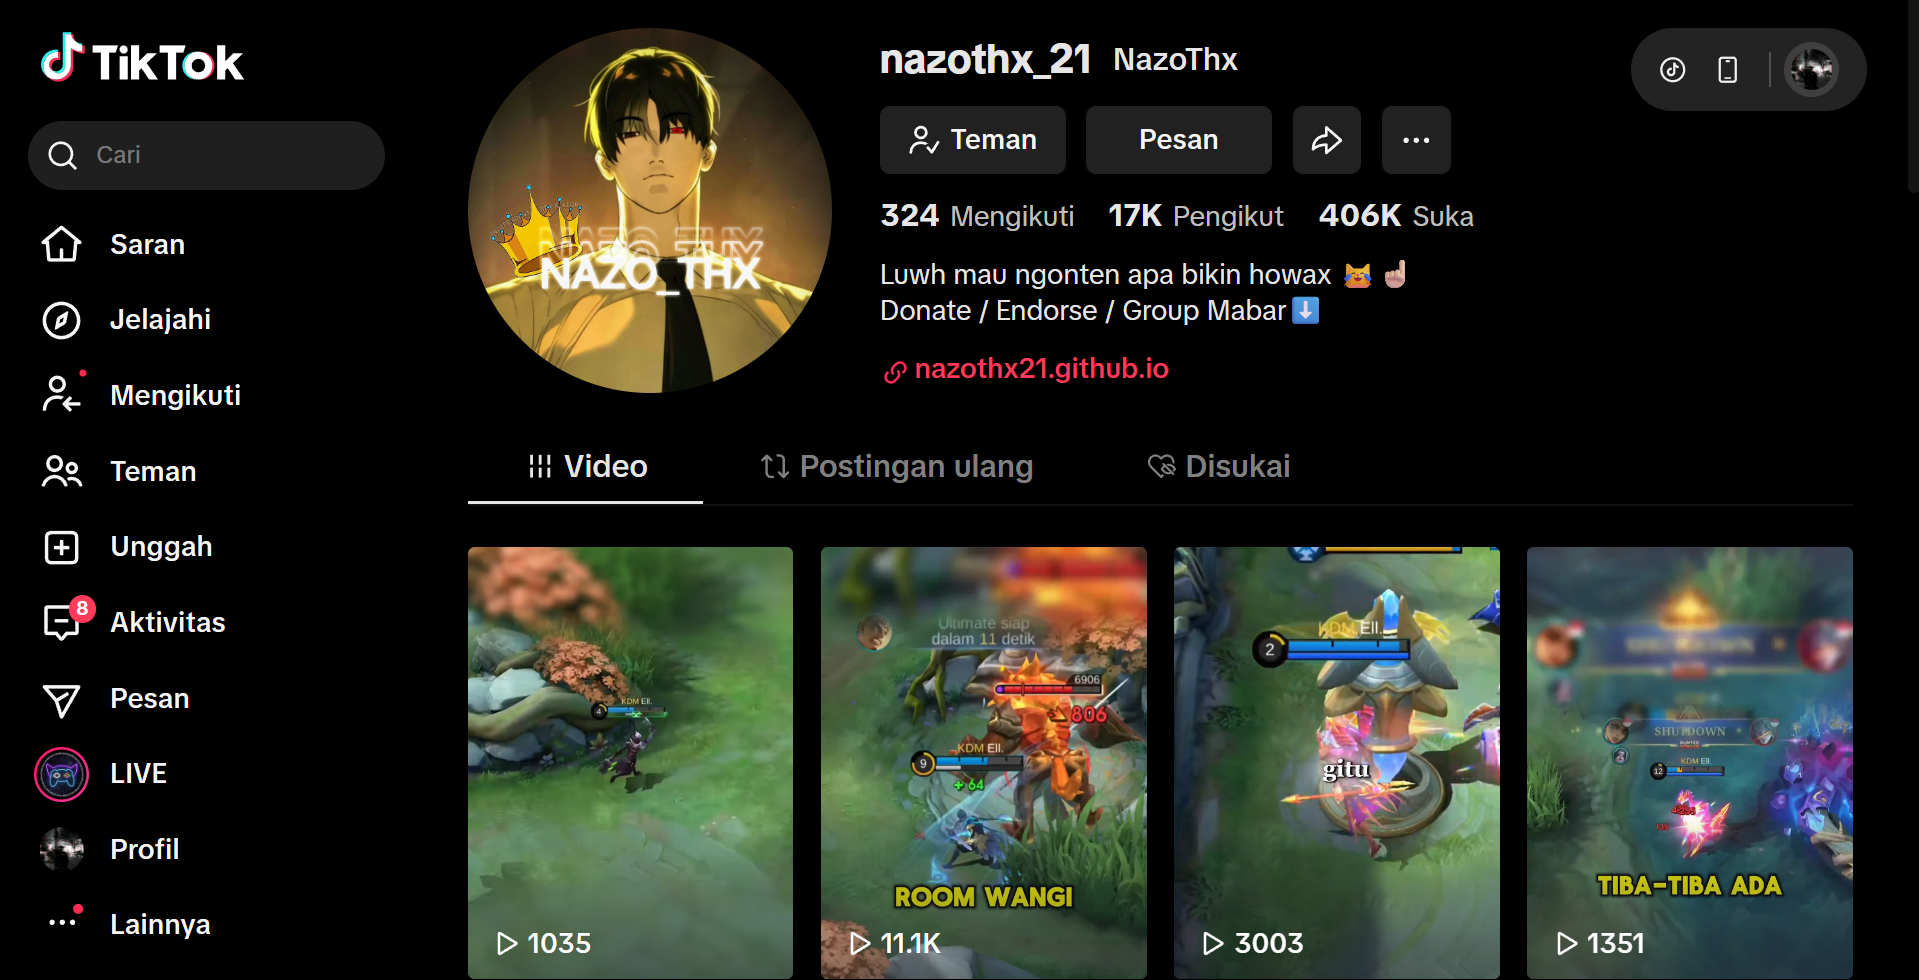 TikTok
Cari
Saran
Jelajahi
Mengikuti
Teman
Unggah
8
Aktivitas
Pesan
LIVE
Profil
Lainnya
NAZO_THX
NAZO_THX
nazothx_21 NazoThx
Teman Pesan
324 Mengikuti 17K Pengikut 406K Suka
Luwh mau ngonten apa bikin howax 😹 ☝🏼
Donate / Endorse / Group Mabar ⬇️
nazothx21.github.io
Video Postingan ulang Disukai
4 KDM Ell.
1035
Ultimate siap
dalam 11 detik
6906
806
KDM Ell.
9
+64
ROOM WANGI
11.1K
KDM Ell.
2
gitu
3003
SHUTDOWN
SHUTDOWN
KDM Ell.
12
TIBA-TIBA ADA
1351